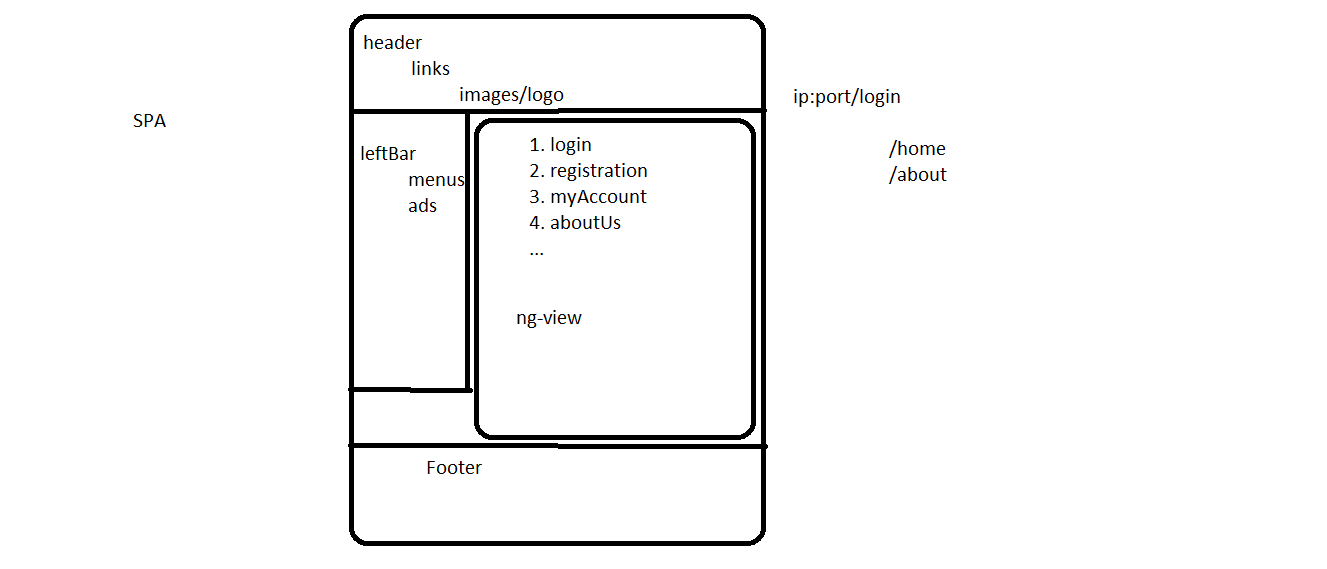 SPA
header
links
images/logo
leftBar
menus
ads
1. login
2. registration
3. myAccount
4. aboutUs
...
ng-view
Footer
ip:port/login
/home
/about